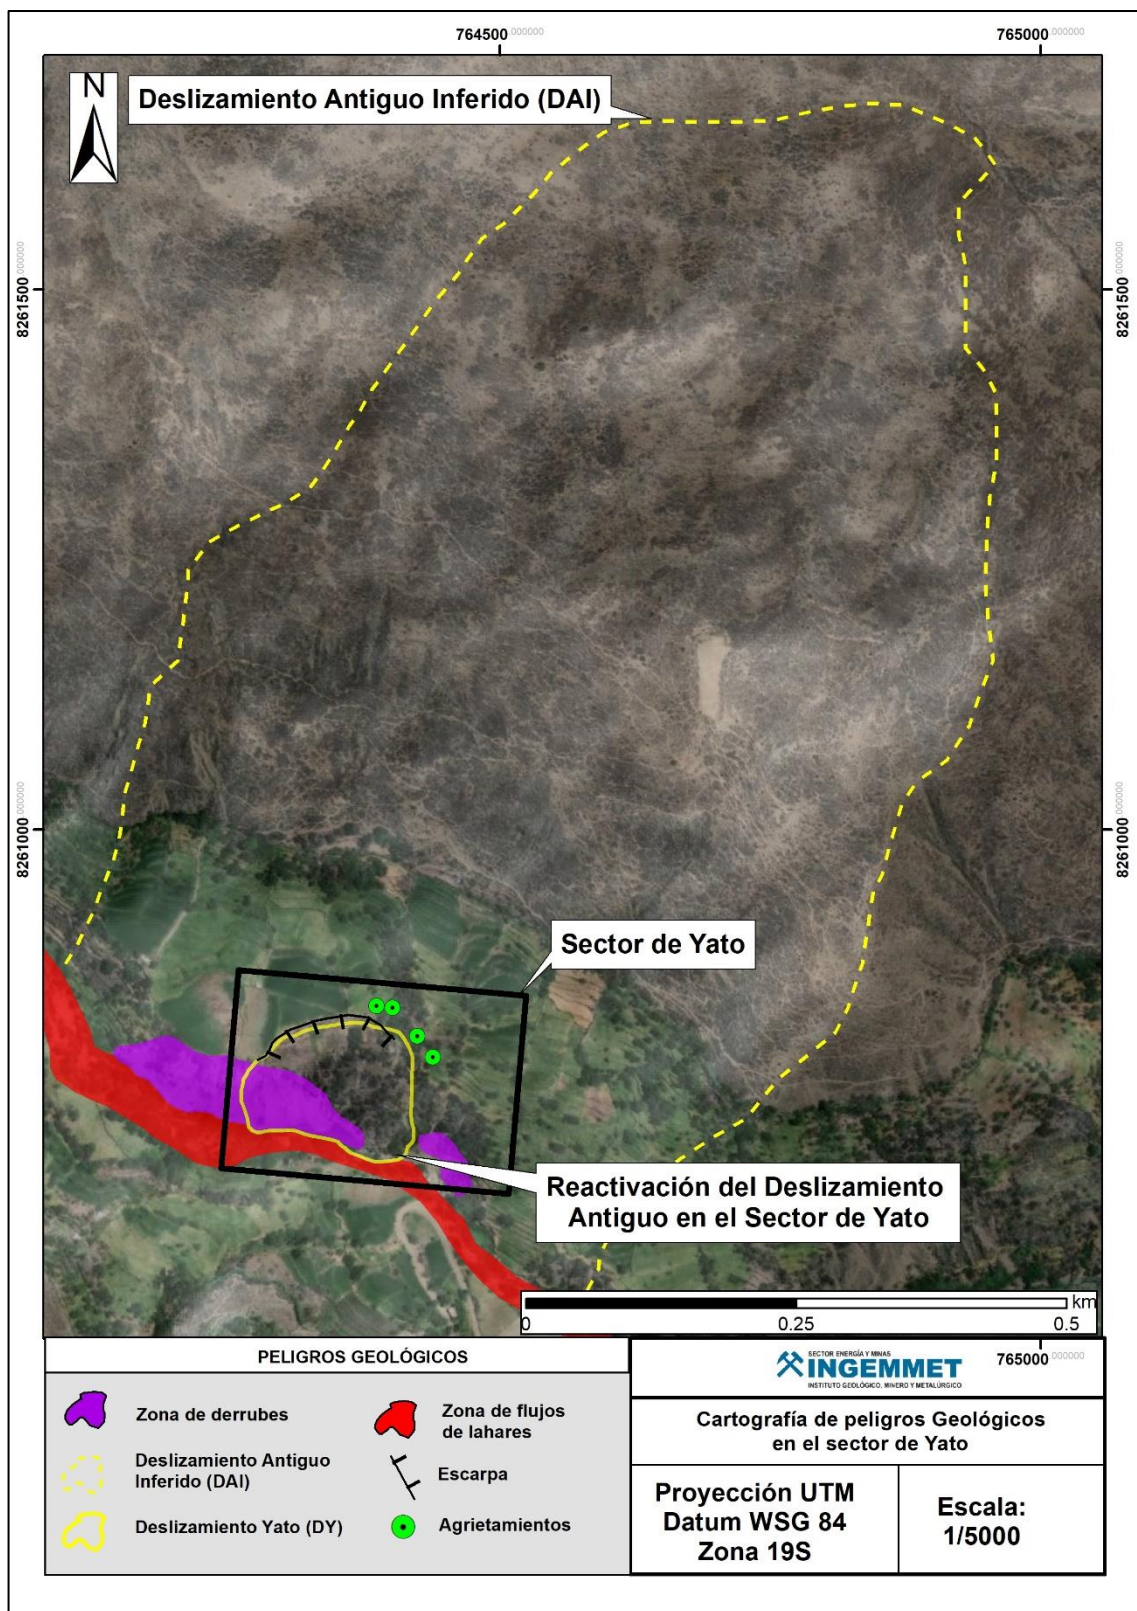 764500.000000
765000.000000
N
Deslizamiento Antiguo Inferido (DAI)
8261500.000000
8261500.000000
8261000.000000
8261000.000000
Sector de Yato
Reactivación del Deslizamiento
Antiguo en el Sector de Yato
km
0
0.25
0.5
PELIGROS GEOLÓGICOS
Zona de derrubes
Zona de flujos
de lahares
Deslizamiento Antiguo
Inferido (DAI)
Escarpa
Deslizamiento Yato (DY)
Agrietamientos
SECTOR ENERGÍA Y MINAS
INGEMMET
INSTITUTO GEOLÓGICO, MINERO Y METALÚRGICO
765000.000000
Cartografía de peligros Geológicos
en el sector de Yato
Proyección UTM
Datum WSG 84
Zona 19S
Escala:
1/5000